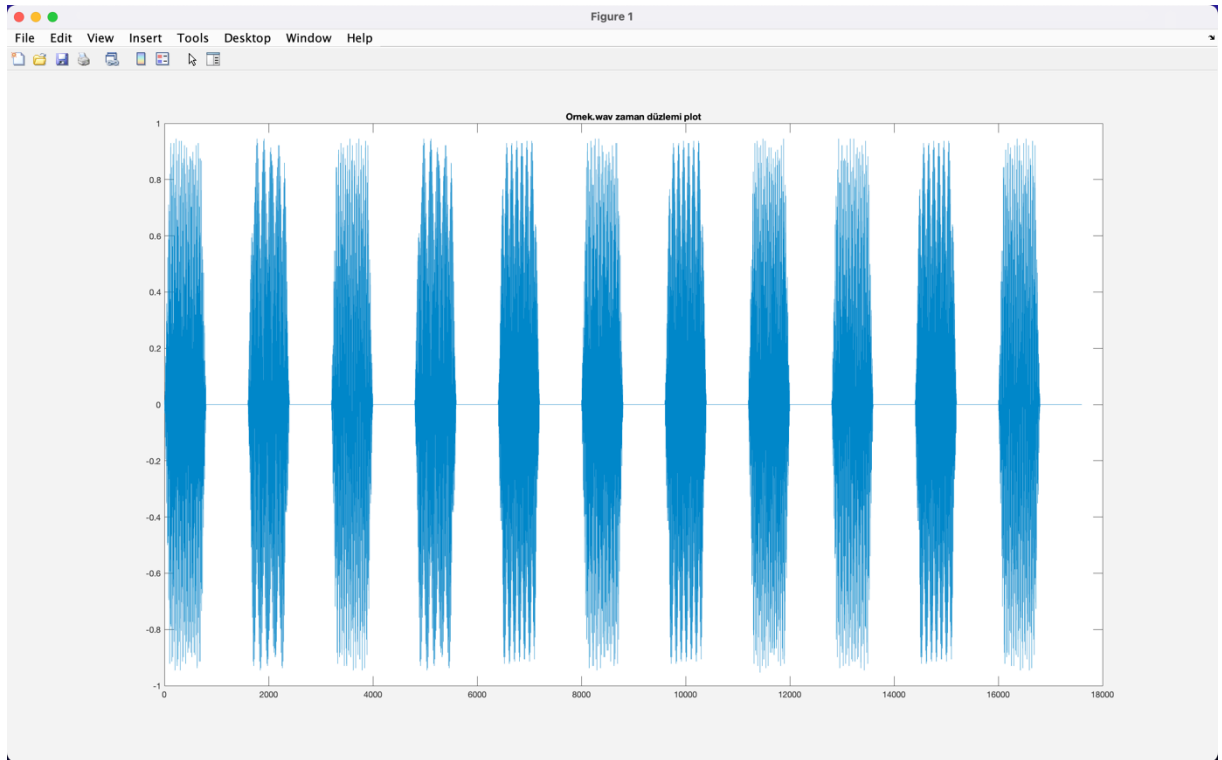 Figure 1
File Edit View Insert Tools Desktop Window Help
Ornek.wav zaman düzlemi plot
1
0.8
0.6
0.4
0.2
0
-0.2
-0.4
-0.6
-0.8
-1
0 2000 4000 6000 8000 10000 12000 14000 16000 18000